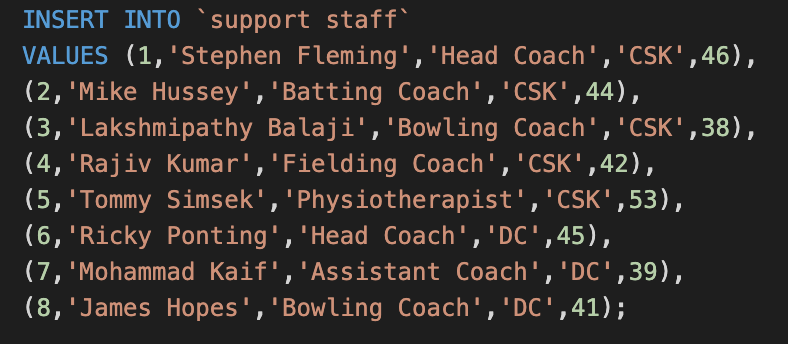 INSERT INTO `support staff`
VALUES (1,'Stephen Fleming','Head Coach','CSK',46),
(2,'Mike Hussey','Batting Coach','CSK',44),
(3,'Lakshmipathy Balaji','Bowling Coach','CSK',38),
(4,'Rajiv Kumar','Fielding Coach','CSK',42),
(5,'Tommy Simsek','Physiotherapist','CSK',53),
(6,'Ricky Ponting','Head Coach','DC',45),
(7,'Mohammad Kaif','Assistant Coach','DC',39),
(8,'James Hopes','Bowling Coach','DC',41);